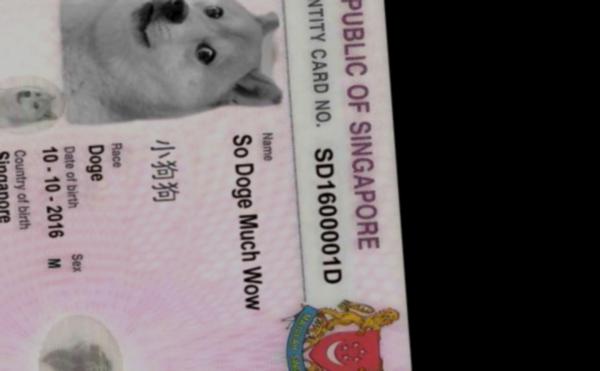 PUBLIC OF SINGAPORE
NTITY CARD NO. SD1600001D
Name
So Doge Much Wow
小狗狗
Race
Doge
Date of birth Sex
10-10-2016 M
Country of birth
Singapore